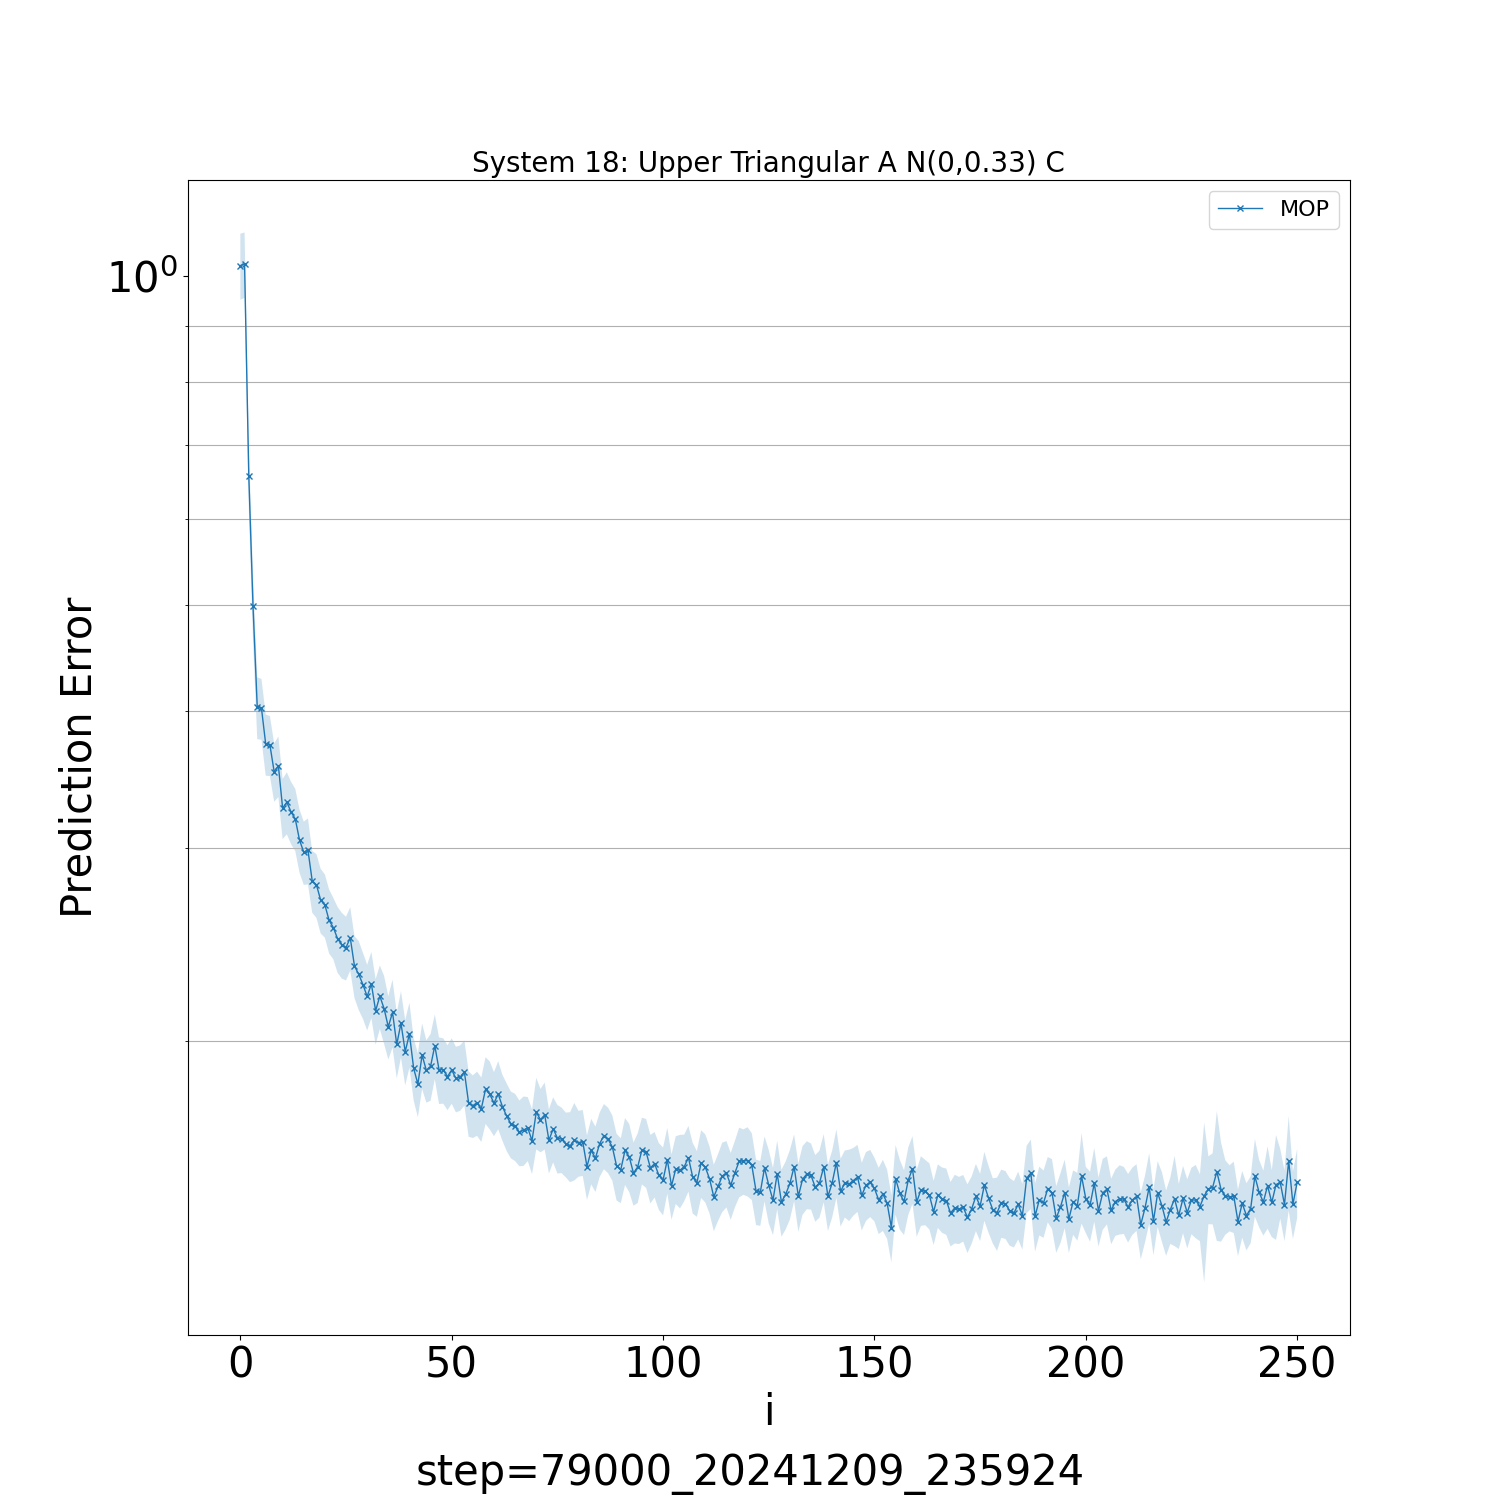 System 18: Upper Triangular A N(0,0.33) C
MOP
10⁰
Prediction Error
0 50 100 150 200 250
i
step=79000_20241209_235924